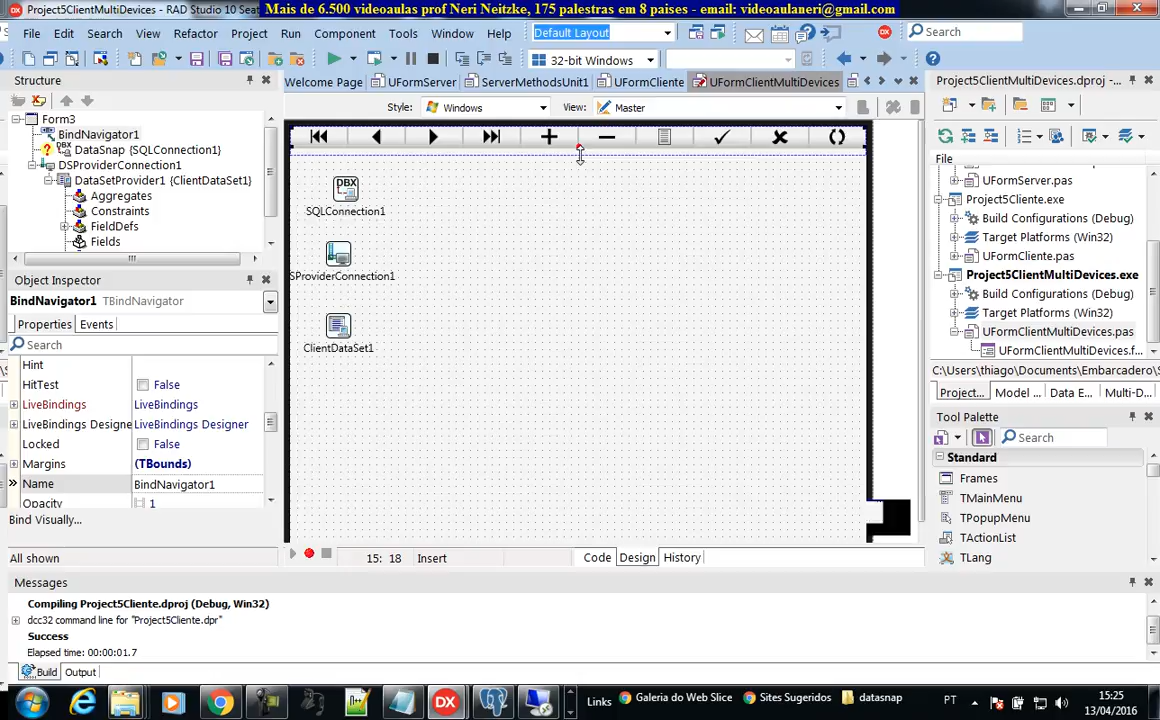 Project5ClientMultiDevices - RAD Studio 10 Seat
Mais de 6.500 videoaulas prof Neri Neitzke, 175 palestras em 8 paises - email: videoaulaneri@gmail.com
File Edit Search View Refactor Project Run Component Tools Window Help
Default Layout
Search
32-bit Windows
Structure
Form3
BindNavigator1
DataSnap {SQLConnection1}
DSProviderConnection1
DataSetProvider1 {ClientDataSet1}
Aggregates
Constraints
FieldDefs
Fields
Object Inspector
BindNavigator1 TBindNavigator
Properties Events
Search
Hint
HitTest False
LiveBindings LiveBindings
LiveBindings Designe LiveBindings Designer
Locked False
Margins (TBounds)
Name BindNavigator1
Opacity 1
Bind Visually...
All shown
Welcome Page UFormServer ServerMethodsUnit1 UFormCliente UFormClientMultiDevices
Style: Windows View: Master
DBX
SQLConnection1
SProviderConnection1
ClientDataSet1
15: 18 Insert
Code Design History
Project5ClientMultiDevices.dproj (...
File
UFormServer.pas
Project5Cliente.exe
Build Configurations (Debug)
Target Platforms (Win32)
UFormCliente.pas
Project5ClientMultiDevices.exe
Build Configurations (Debug)
Target Platforms (Win32)
UFormClientMultiDevices.pas
UFormClientMultiDevices.f...
C:\Users\thiago\Documents\Embarcadero\S
Project... Model ... Data E... Multi-D...
Tool Palette
Search
Standard
Frames
TMainMenu
TPopupMenu
TActionList
TLang
Messages
Compiling Project5Cliente.dproj (Debug, Win32)
dcc32 command line for "Project5Cliente.dpr"
Success
Elapsed time: 00:00:01.7
Build Output
DX
Links
Galeria do Web Slice
Sites Sugeridos
datasnap
PT
15:25
13/04/2016